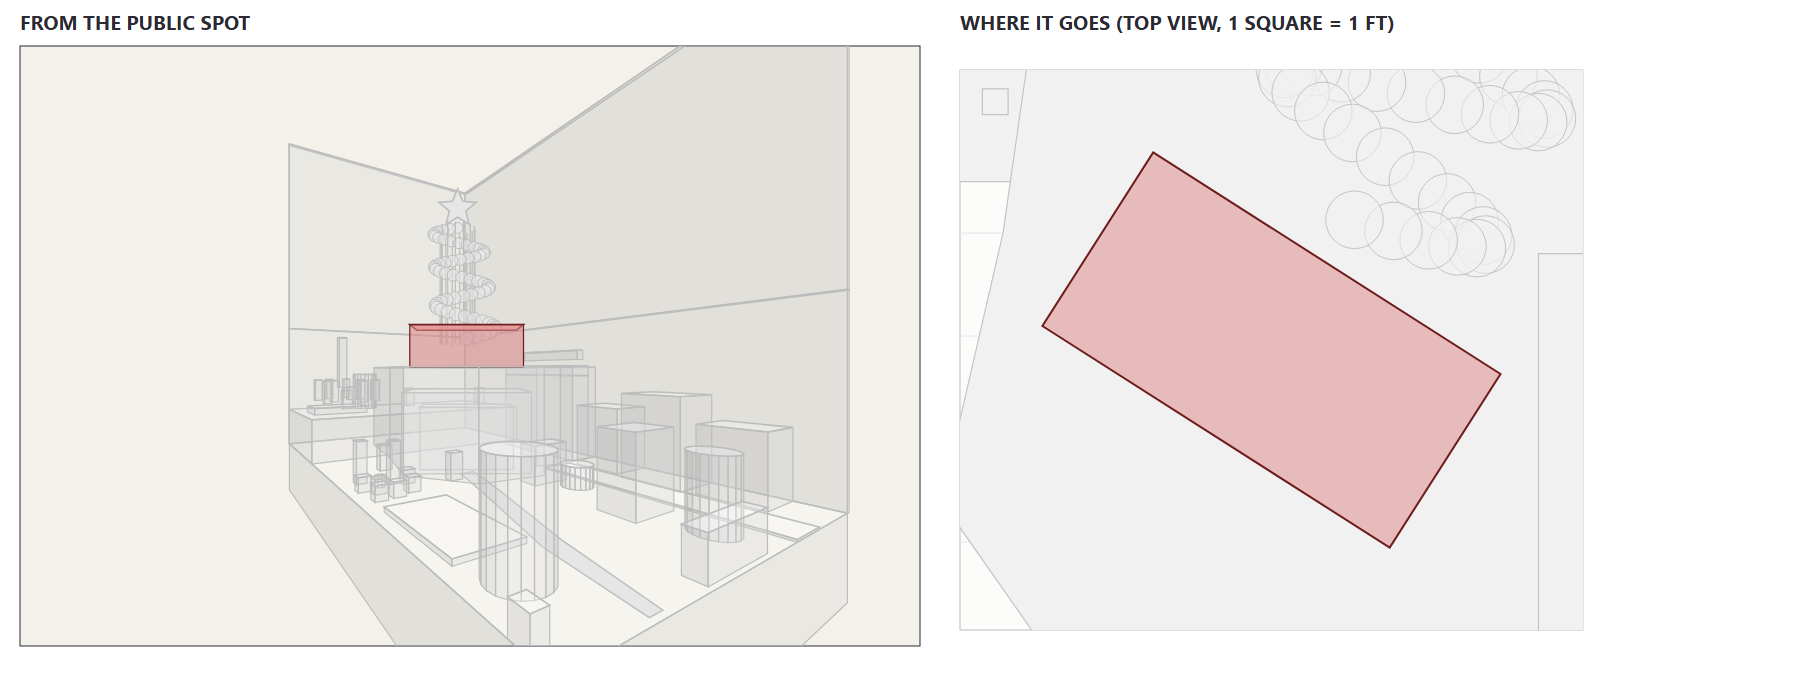 FROM THE PUBLIC SPOT
WHERE IT GOES (TOP VIEW, 1 SQUARE = 1 FT)